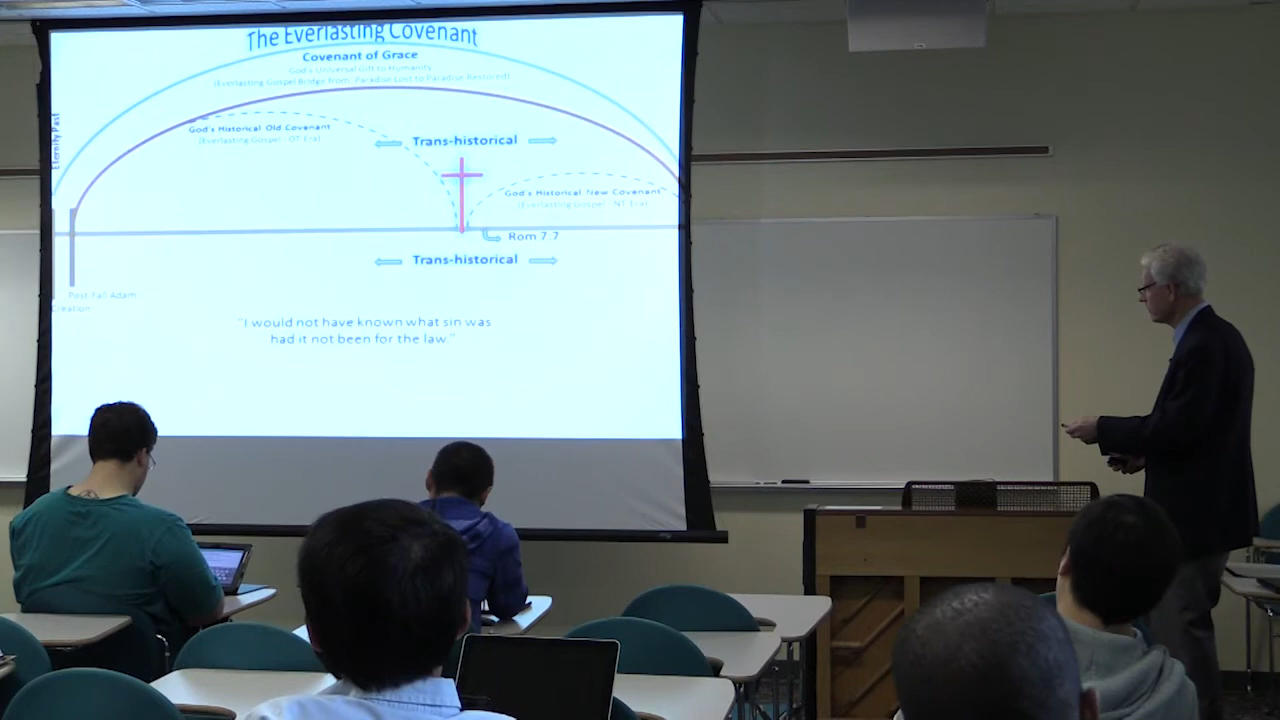 The Everlasting Covenant
Covenant of Grace
God's Universal Gift to Humanity
(Everlasting Gospel Bridge from Paradise Lost to Paradise Restored)
Eternity Past
God's Historical Old Covenant
(Everlasting Gospel - OT Era)
Trans-historical
God's Historical New Covenant
(Everlasting Gospel - NT Era)
Rom 7.7
Trans-historical
Post-Fall Adam
Creation
"I would not have known what sin was
had it not been for the law."